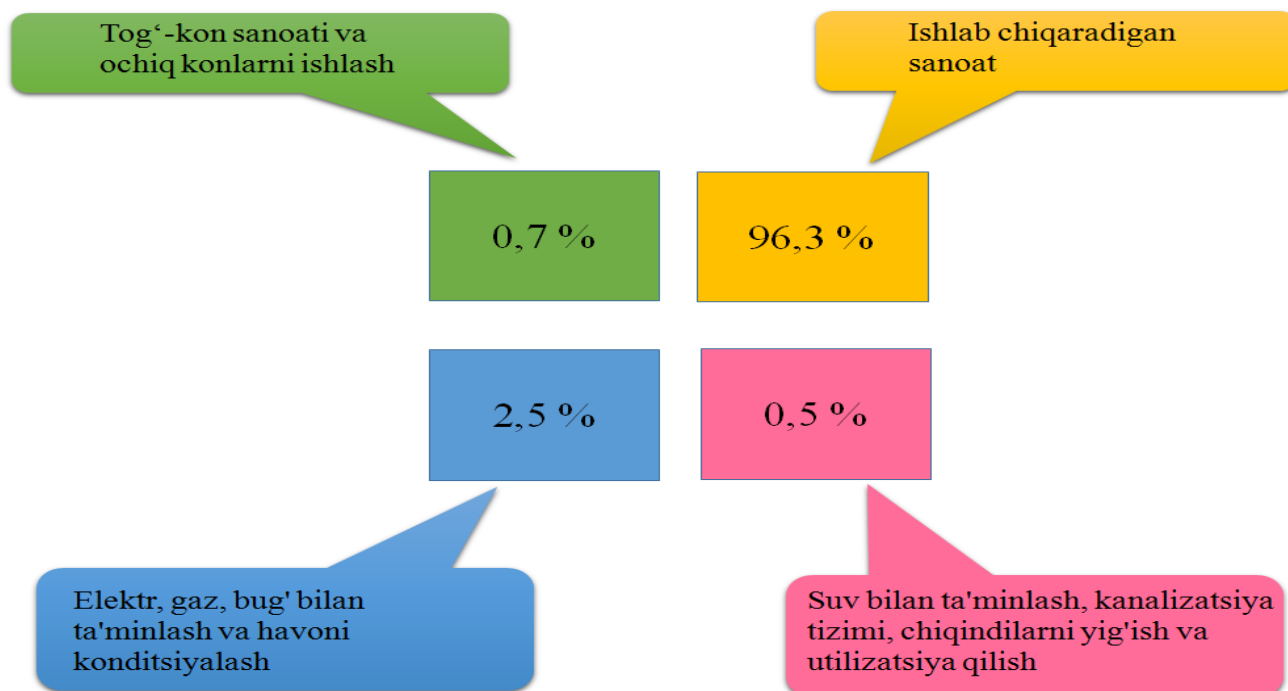 Tog‘-kon sanoati va
ochiq konlarni ishlash
Ishlab chiqaradigan
sanoat
0,7 %
96,3 %
2,5 %
0,5 %
Elektr, gaz, bug' bilan
ta'minlash va havoni
konditsiyalash
Suv bilan ta'minlash, kanalizatsiya
tizimi, chiqindilarni yig'ish va
utilizatsiya qilish